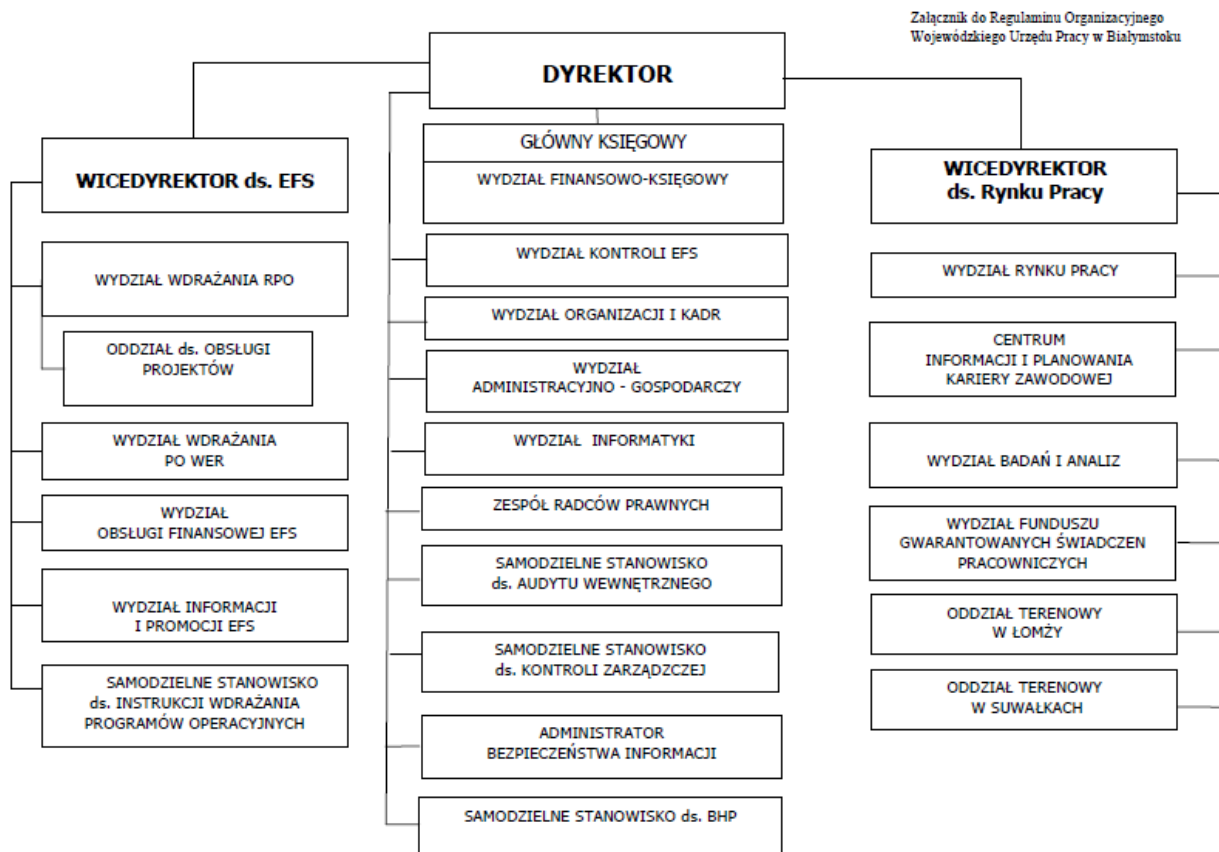 Załącznik do Regulaminu Organizacyjnego
Wojewódzkiego Urzędu Pracy w Białymstoku
DYREKTOR
GŁÓWNY KSIĘGOWY
WYDZIAŁ FINANSOWO-KSIĘGOWY
WICEDYREKTOR ds. EFS
WYDZIAŁ WDRAŻANIA RPO
ODDZIAŁ ds. OBSŁUGI
PROJEKTÓW
WYDZIAŁ WDRAŻANIA
PO WER
WYDZIAŁ
OBSŁUGI FINANSOWEJ EFS
WYDZIAŁ INFORMACJI
I PROMOCJI EFS
SAMODZIELNE STANOWISKO
ds. INSTRUKCJI WDRAŻANIA
PROGRAMÓW OPERACYJNYCH
WYDZIAŁ KONTROLI EFS
WYDZIAŁ ORGANIZACJI I KADR
WYDZIAŁ
ADMINISTRACYJNO - GOSPODARCZY
WYDZIAŁ INFORMATYKI
ZESPÓŁ RADCÓW PRAWNYCH
SAMODZIELNE STANOWISKO
ds. AUDYTU WEWNĘTRZNEGO
SAMODZIELNE STANOWISKO
ds. KONTROLI ZARZĄDZCZEJ
ADMINISTRATOR
BEZPIECZEŃSTWA INFORMACJI
SAMODZIELNE STANOWISKO ds. BHP
WICEDYREKTOR
ds. Rynku Pracy
WYDZIAŁ RYNKU PRACY
CENTRUM
INFORMACJI I PLANOWANIA
KARIERY ZAWODOWEJ
WYDZIAŁ BADAŃ I ANALIZ
WYDZIAŁ FUNDUSZU
GWARANTOWANYCH ŚWIADCZEN
PRACOWNICZYCH
ODDZIAŁ TERENOWY
W ŁOMŻY
ODDZIAŁ TERENOWY
W SUWAŁKACH